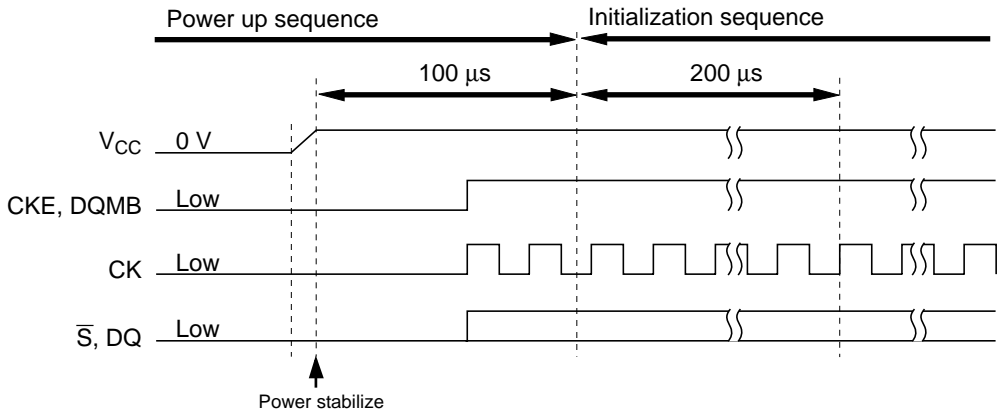 Power up sequence Initialization sequence
100 μs 200 μs
VCC 0 V
CKE, DQMB Low
CK Low
S̅, DQ Low
Power stabilize